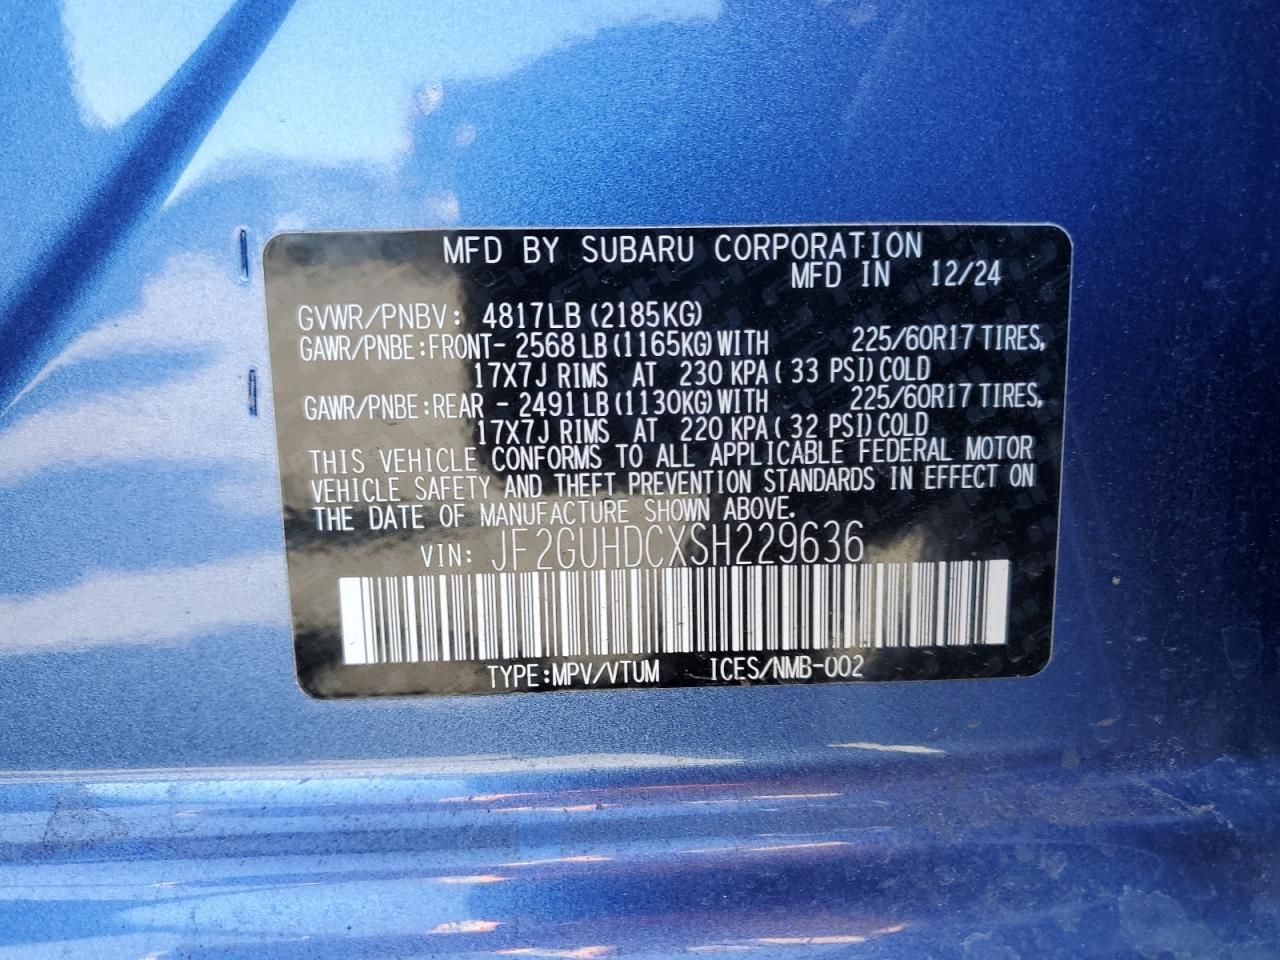 MFD BY SUBARU CORPORATION
MFD IN 12/24
GVWR/PNBV: 4817LB (2185KG)
GAWR/PNBE:FRONT- 2568 LB (1165KG) WITH 225/60R17 TIRES,
17X7J RIMS AT 230 KPA ( 33 PSI) COLD
GAWR/PNBE:REAR - 2491 LB (1130KG) WITH 225/60R17 TIRES,
17X7J RIMS AT 220 KPA ( 32 PSI) COLD
THIS VEHICLE CONFORMS TO ALL APPLICABLE FEDERAL MOTOR
VEHICLE SAFETY AND THEFT PREVENTION STANDARDS IN EFFECT ON
THE DATE OF MANUFACTURE SHOWN ABOVE.
VIN: JF2GUHDCXSH229636
TYPE:MPV/VTUM ICES/NMB-002